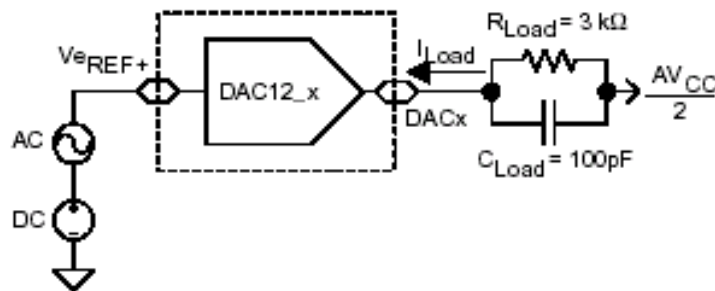 VeREF+
DAC12_x
ILoad
RLoad = 3 kΩ
AVCC
2
DACx
AC
CLoad = 100pF
DC